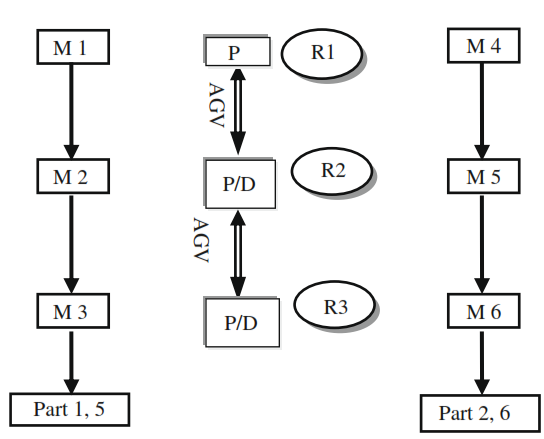 M 1
P
R1
M 4
AGV
M 2
P/D
R2
M 5
AGV
M 3
P/D
R3
M 6
Part 1, 5
Part 2, 6